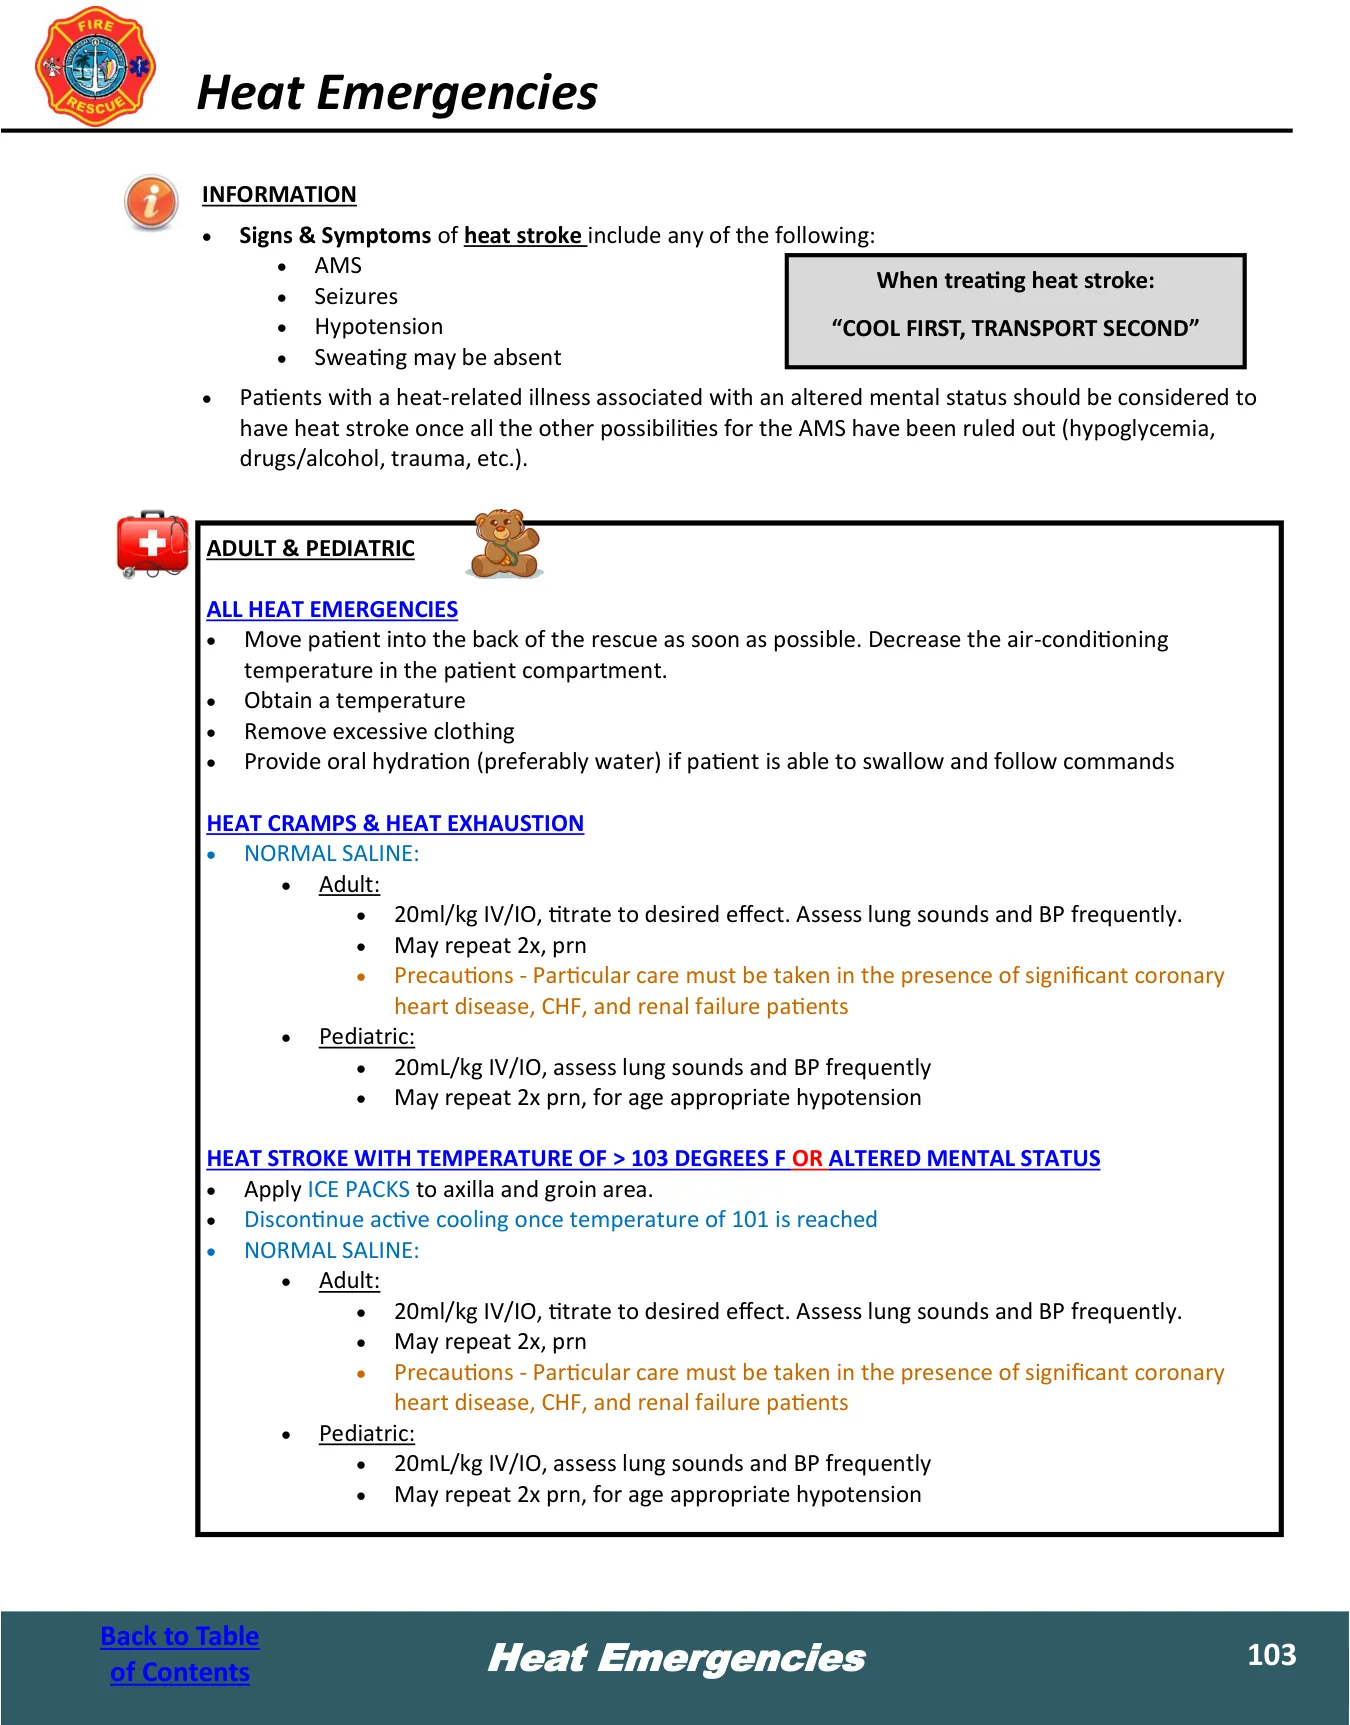 FIRE
RESCUE
Heat Emergencies
INFORMATION
• Signs & Symptoms of heat stroke include any of the following:
• AMS
• Seizures
• Hypotension
• Sweating may be absent
When treating heat stroke:
“COOL FIRST, TRANSPORT SECOND”
• Patients with a heat-related illness associated with an altered mental status should be considered to
have heat stroke once all the other possibilities for the AMS have been ruled out (hypoglycemia,
drugs/alcohol, trauma, etc.).
ADULT & PEDIATRIC
ALL HEAT EMERGENCIES
• Move patient into the back of the rescue as soon as possible. Decrease the air-conditioning
temperature in the patient compartment.
• Obtain a temperature
• Remove excessive clothing
• Provide oral hydration (preferably water) if patient is able to swallow and follow commands
HEAT CRAMPS & HEAT EXHAUSTION
• NORMAL SALINE:
• Adult:
• 20ml/kg IV/IO, titrate to desired effect. Assess lung sounds and BP frequently.
• May repeat 2x, prn
• Precautions - Particular care must be taken in the presence of significant coronary
heart disease, CHF, and renal failure patients
• Pediatric:
• 20mL/kg IV/IO, assess lung sounds and BP frequently
• May repeat 2x prn, for age appropriate hypotension
HEAT STROKE WITH TEMPERATURE OF > 103 DEGREES F OR ALTERED MENTAL STATUS
• Apply ICE PACKS to axilla and groin area.
• Discontinue active cooling once temperature of 101 is reached
• NORMAL SALINE:
• Adult:
• 20ml/kg IV/IO, titrate to desired effect. Assess lung sounds and BP frequently.
• May repeat 2x, prn
• Precautions - Particular care must be taken in the presence of significant coronary
heart disease, CHF, and renal failure patients
• Pediatric:
• 20mL/kg IV/IO, assess lung sounds and BP frequently
• May repeat 2x prn, for age appropriate hypotension
Back to Table
of Contents
Heat Emergencies
103